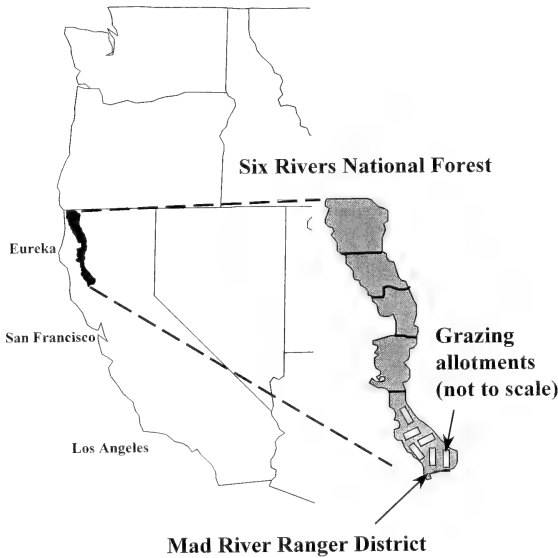 Six Rivers National Forest
Eureka
San Francisco
Grazing
allotments
(not to scale)
Los Angeles
Mad River Ranger District